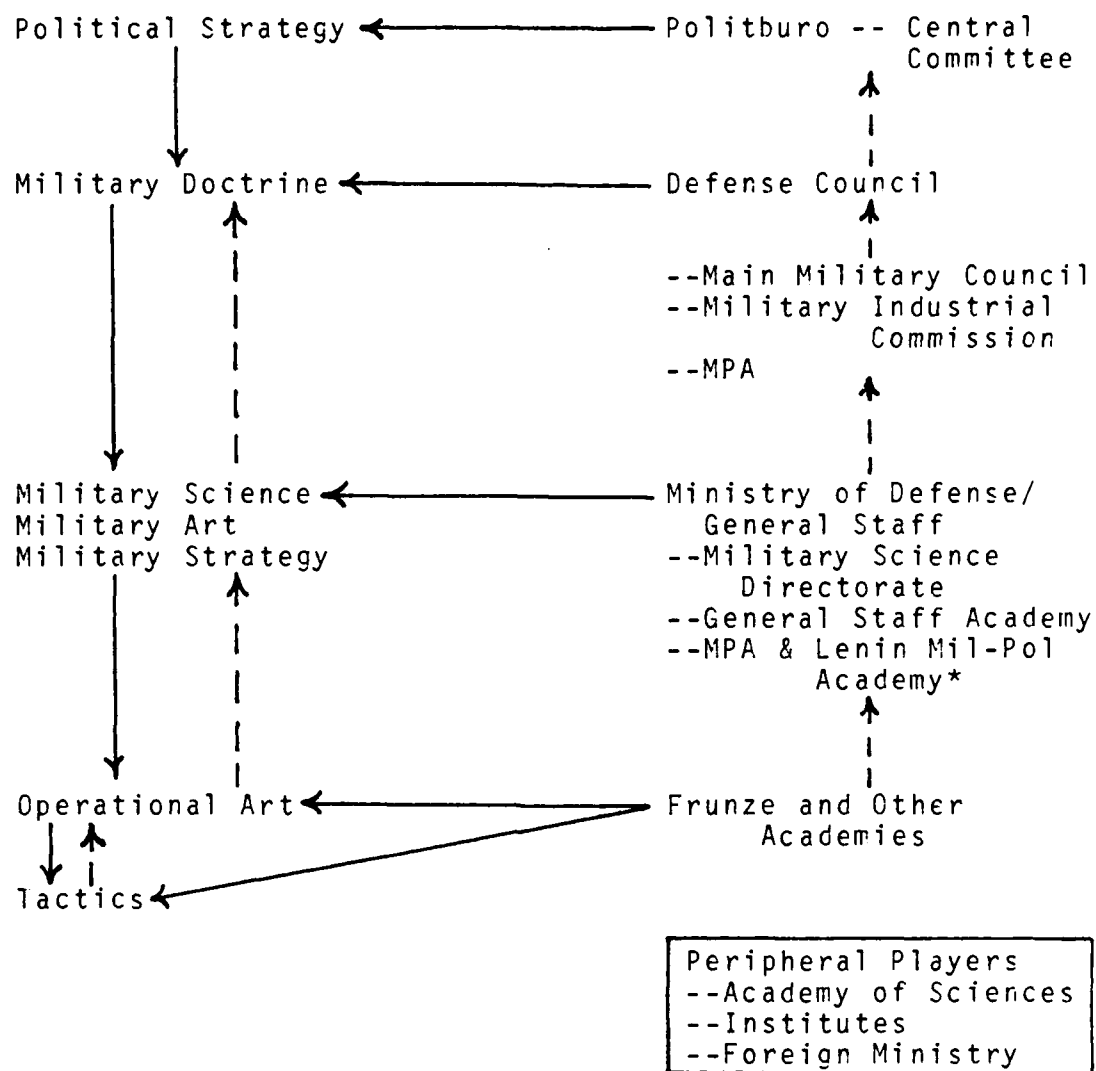 Political Strategy
Politburo -- Central
Committee
Military Doctrine
Defense Council
--Main Military Council
--Military Industrial
Commission
--MPA
Military Science
Military Art
Military Strategy
Ministry of Defense/
General Staff
--Military Science
Directorate
--General Staff Academy
--MPA & Lenin Mil-Pol
Academy*
Operational Art
Tactics
Frunze and Other
Academies
Peripheral Players
--Academy of Sciences
--Institutes
--Foreign Ministry